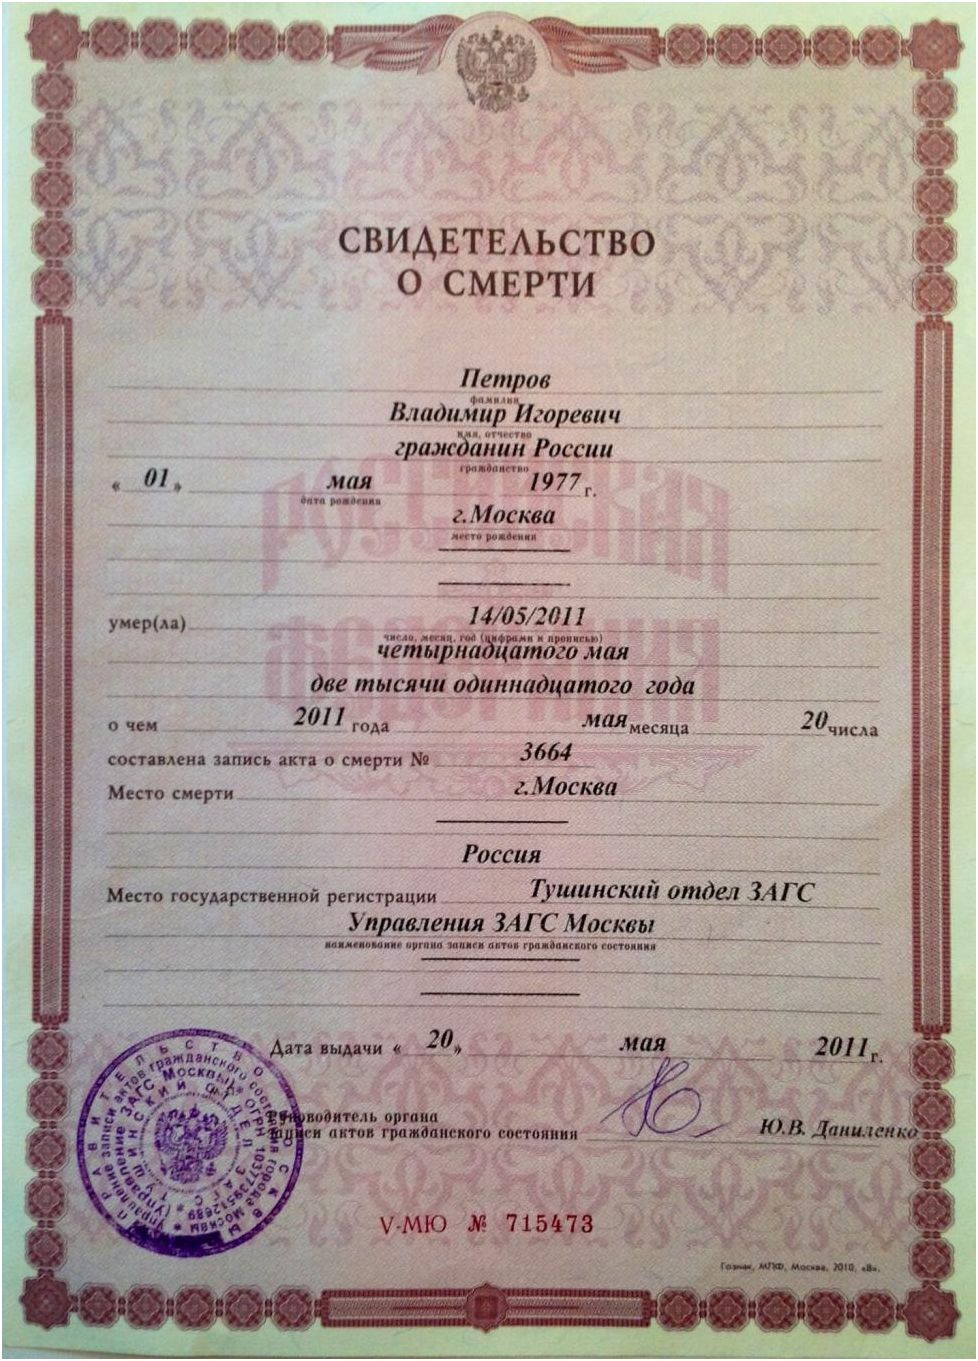 СВИДЕТЕЛЬСТВО
О СМЕРТИ
Петров
фамилия
Владимир Игоревич
имя, отчество
гражданин России
гражданство
« 01 » мая 1977 г.
дата рождения
г.Москва
место рождения
умер(ла) 14/05/2011
число, месяц, год (цифрами и прописью)
четырнадцатого мая
две тысячи одиннадцатого года
о чем 2011 года мая месяца 20 числа
составлена запись акта о смерти № 3664
Место смерти г.Москва
Россия
Место государственной регистрации Тушинский отдел ЗАГС
Управления ЗАГС Москвы
наименование органа записи актов гражданского состояния
Дата выдачи « 20 » мая 2011 г.
Руководитель органа
записи актов гражданского состояния
Ю.В. Даниленко
V-МЮ № 715473
Гознак, МПФ, Москва, 2010, «В».
РОССИЙСКАЯ
ФЕДЕРАЦИЯ